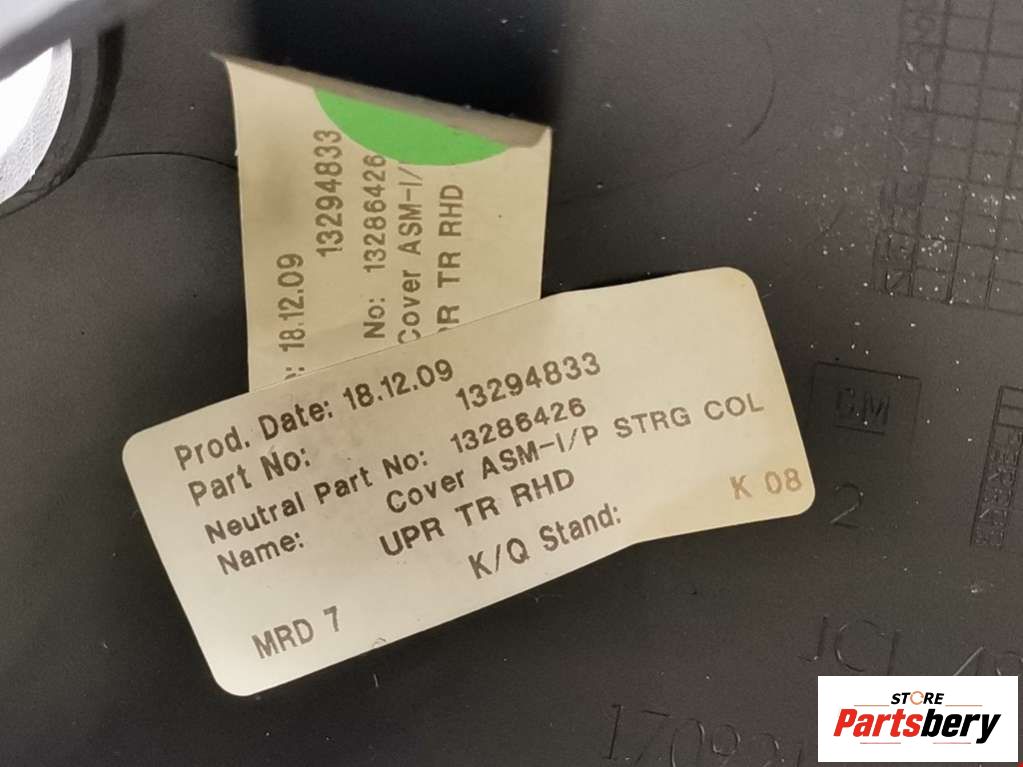 : 18.12.09
13294833
No: 13286426
Cover ASM-I/
PR TR RHD
Prod. Date: 18.12.09
Part No: 13294833
Neutral Part No: 13286426
Name: Cover ASM-I/P STRG COL
UPR TR RHD
K/Q Stand: K 08
MRD 7
GM
2
JCI
STORE
Partsbery